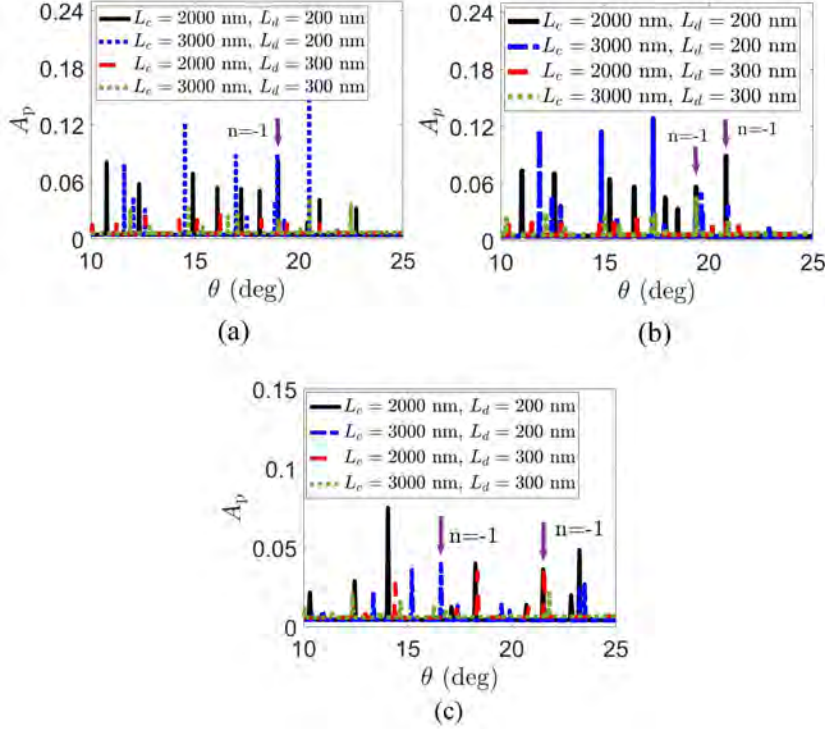 0.24
0.18
0.12
0.06
0
A_p
L_c = 2000 nm, L_d = 200 nm
L_c = 3000 nm, L_d = 200 nm
L_c = 2000 nm, L_d = 300 nm
L_c = 3000 nm, L_d = 300 nm
n=-1
10 15 20 25
θ (deg)
(a)
0.24
0.18
0.12
0.06
0
A_p
L_c = 2000 nm, L_d = 200 nm
L_c = 3000 nm, L_d = 200 nm
L_c = 2000 nm, L_d = 300 nm
L_c = 3000 nm, L_d = 300 nm
n=-1 n=-1
10 15 20 25
θ (deg)
(b)
0.15
0.1
0.05
0
A_p
L_c = 2000 nm, L_d = 200 nm
L_c = 3000 nm, L_d = 200 nm
L_c = 2000 nm, L_d = 300 nm
L_c = 3000 nm, L_d = 300 nm
n=-1 n=-1
10 15 20 25
θ (deg)
(c)